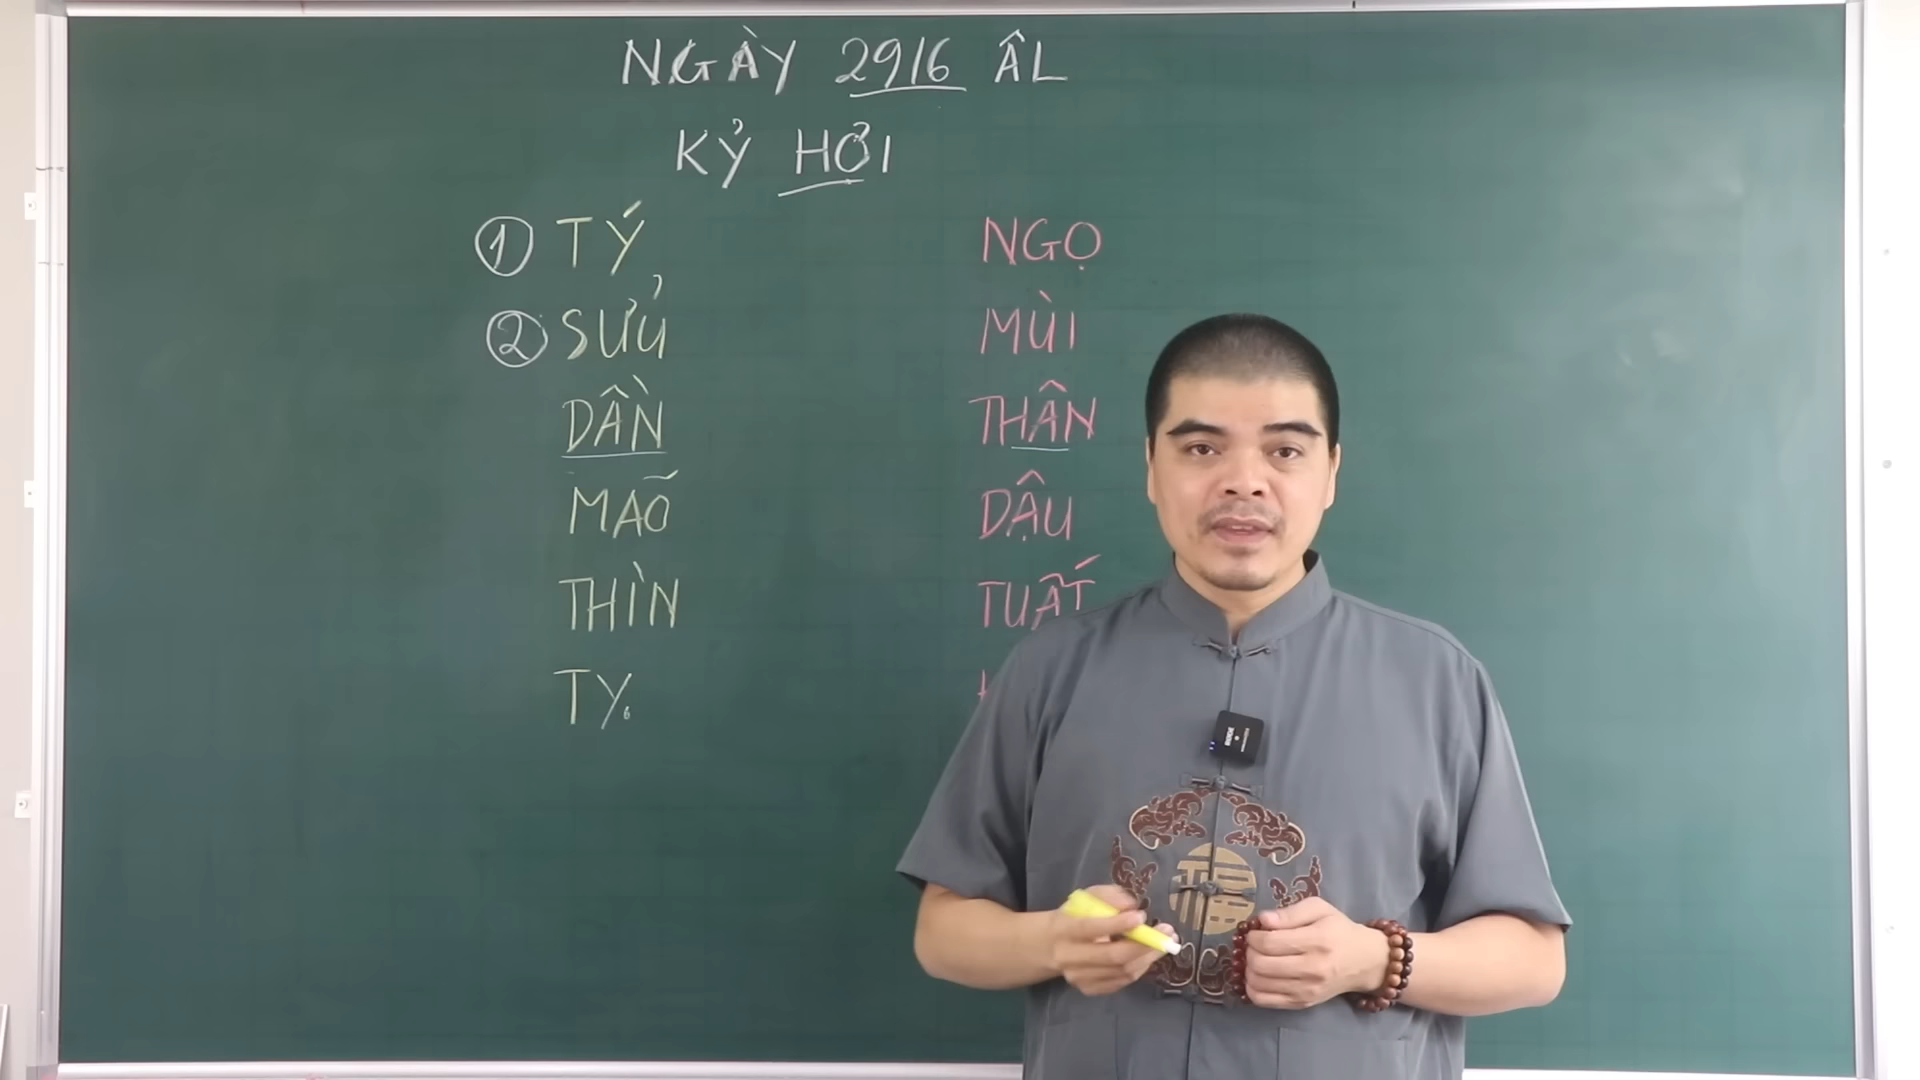 NGÀY 29/6 ÂL
KỶ HỢI
① TÝ
② SỬU
DẦN
MÃO
THÌN
TỴ
NGỌ
MÙI
THÂN
DẬU
TUẤT
福